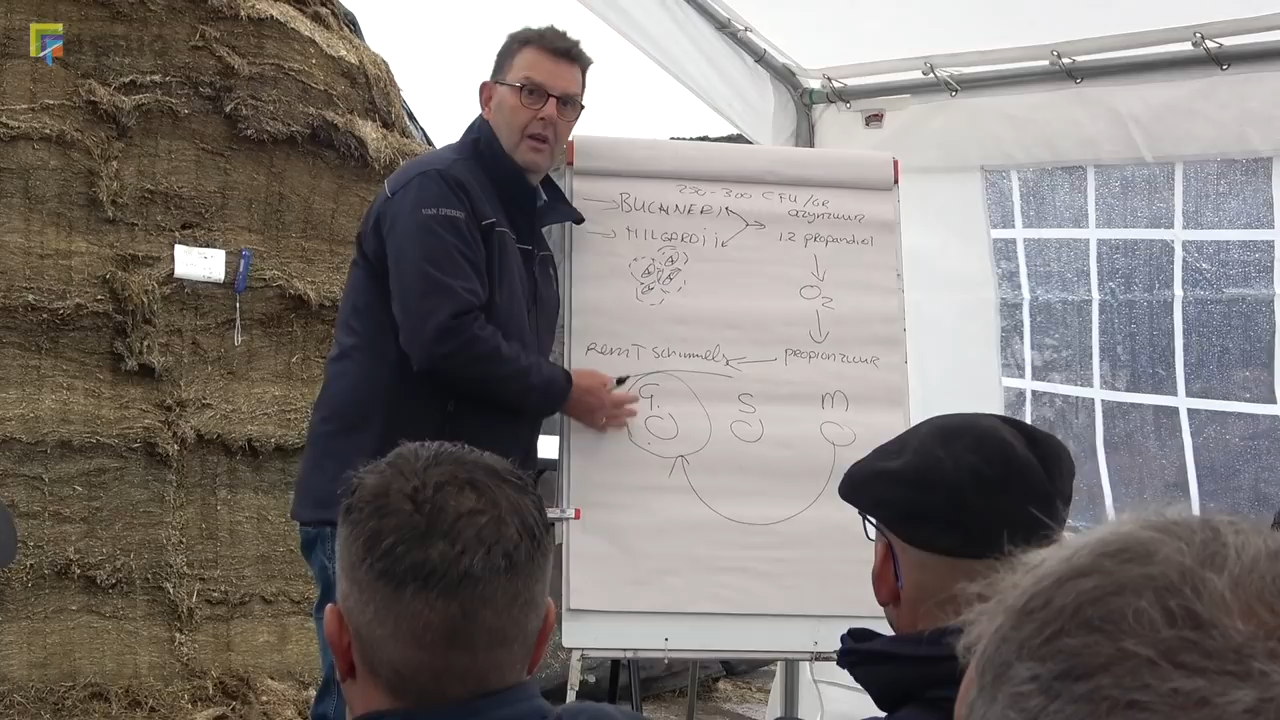 250-300 CFU/GR
→ BUCHNERI
azijnzuur
→ HILGARDii
1.2 propandiol
O2
remT schimmels ← propionzuur
G. S M
VAN IPEREN